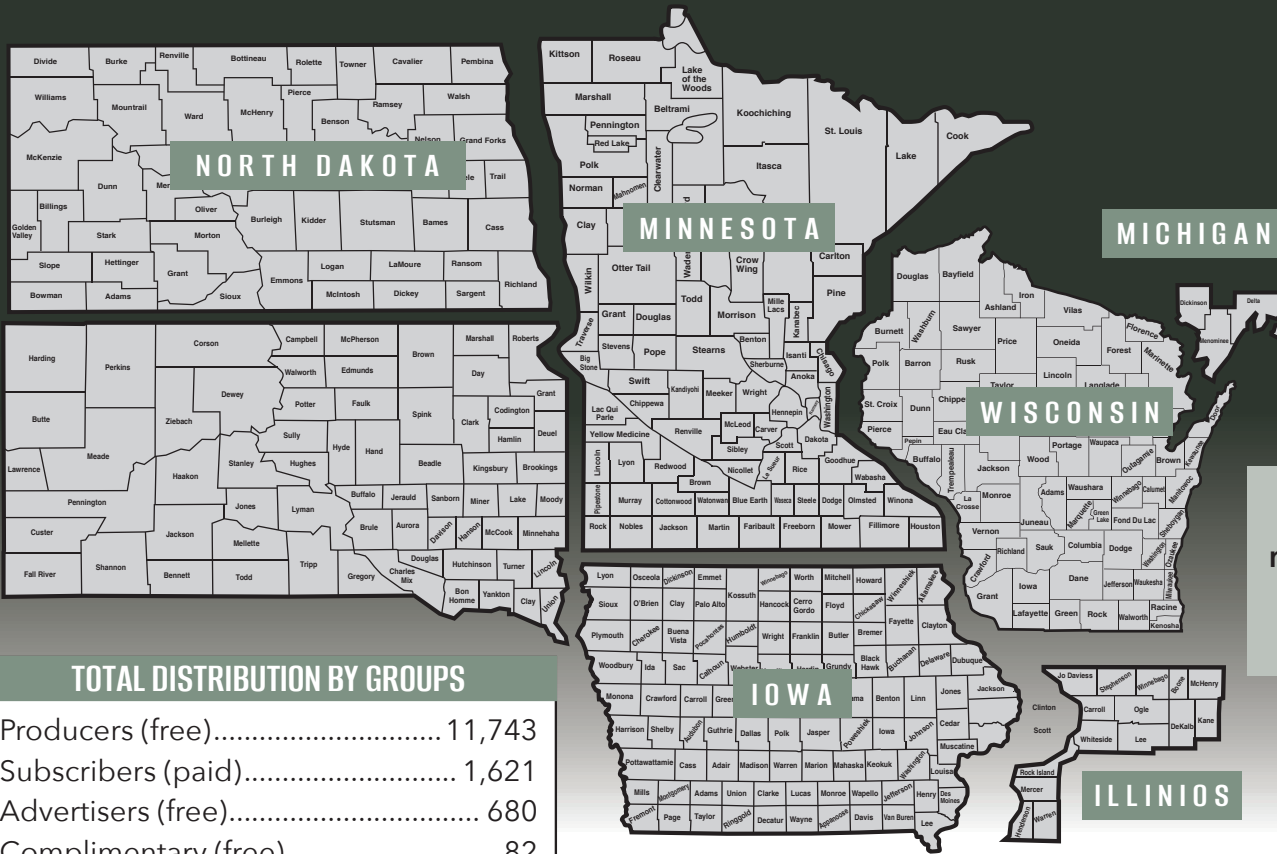 NORTH DAKOTA
Divide Burke Renville Bottineau Rolette Towner Cavalier Pembina
Williams Mountrail Ward McHenry Pierce Benson Ramsey Walsh
Nelson Grand Forks
McKenzie Dunn Trail
Billings Oliver Burleigh Kidder Stutsman Bames Cass
Golden
Valley
Stark Morton
Slope Hettinger Grant Emmons Logan LaMoure Ransom Richland
Bowman Adams Sioux McIntosh Dickey Sargent
Harding Perkins Corson Campbell McPherson Brown Marshall Roberts
Walworth Edmunds Day
Butte Ziebach Dewey Potter Faulk Spink Clark Codington Grant
Meade Sully Hyde Hand Hamlin Deuel
Lawrence Haakon Stanley Hughes Beadle Kingsbury Brookings
Pennington Jones Lyman Buffalo Jerauld Sanborn Miner Lake Moody
Custer Jackson Mellette Brule Aurora Davison Hanson McCook Minnehaha
Fall River Shannon Bennett Todd Tripp Gregory Charles
Mix
Douglas Hutchinson Turner Lincoln
Bon
Homme
Yankton Clay Union
MINNESOTA
Kittson Roseau Lake
of the
Woods
Marshall Beltrami Koochiching St. Louis Lake Cook
Pennington
Red Lake
Polk Clearwater Itasca
Norman Mahnomen
Clay
Wilkin Otter Tail Crow
Wing
Carlton
Todd Morrison Mille
Lacs
Kanabec Pine
Grant Douglas
Traverse Stevens Pope Stearns Benton Isanti Chisago
Big
Stone
Sherburne Anoka
Swift Kandiyohi Meeker Wright Hennepin Washington
Lac Qui
Parle
Chippewa Renville McLeod Carver Scott Dakota
Yellow Medicine Sibley
Lincoln Lyon Redwood Nicollet Le Sueur Rice Goodhue
Brown Wabasha
Pipestone Murray Cottonwood Watonwan Blue Earth Waseca Steele Dodge Olmsted Winona
Rock Nobles Jackson Martin Faribault Freeborn Mower Fillimore Houston
MICHIGAN
Dickinson Delta
Menominee
WISCONSIN
Douglas Bayfield Ashland Iron Vilas
Burnett Washburn Sawyer Price Oneida Florence
Forest Marinette
Polk Barron Rusk Lincoln
Taylor Langlade
St. Croix Dunn Door
Pierce Pepin
Buffalo Trempealeau Jackson Wood Portage Waupaca Outagamie Brown Kewaunee
La
Crosse
Monroe Juneau Adams Waushara Winnebago Calumet Manitowoc
Marquette Green
Lake
Fond Du Lac Sheboygan
Vernon Richland Sauk Columbia Dodge Washington Ozaukee
Crawford Iowa Dane Jefferson Waukesha Milwaukee
Grant Lafayette Green Rock Walworth Racine
Kenosha
IOWA
Lyon Osceola Dickinson Emmet Kossuth Winnebago Worth Mitchell Howard Winneshiek Allamakee
Sioux O'Brien Clay Palo Alto Hancock Cerro
Gordo
Floyd Chickasaw
Plymouth Cherokee Buena
Vista
Pocahontas Humboldt Wright Franklin Butler Bremer Fayette Clayton
Woodbury Ida Sac Calhoun Webster Hardin Grundy Black
Hawk
Buchanan Delaware Dubuque
Monona Crawford Carroll Benton Linn Jones Jackson
Clinton
Harrison Shelby Audubon Guthrie Dallas Polk Jasper Poweshiek Iowa Johnson Cedar
Scott
Muscatine
Pottawattamie Cass Adair Madison Warren Marion Mahaska Keokuk Washington Louisa
Mills Montgomery Adams Union Clarke Lucas Monroe Wapello Jefferson Henry Des
Moines
Fremont Page Taylor Ringgold Decatur Wayne Appanoose Davis Van Buren Lee
ILLINIOS
Jo Daviess Stephenson Winnebago Boone McHenry
Carroll Ogle DeKalb Kane
Whiteside Lee
Rock Island
Mercer
Henderson Warren
TOTAL DISTRIBUTION BY GROUPS
Producers (free)............................ 11,743
Subscribers (paid).......................... 1,621
Advertisers (free).............................. 680
Complimentary (free) 82